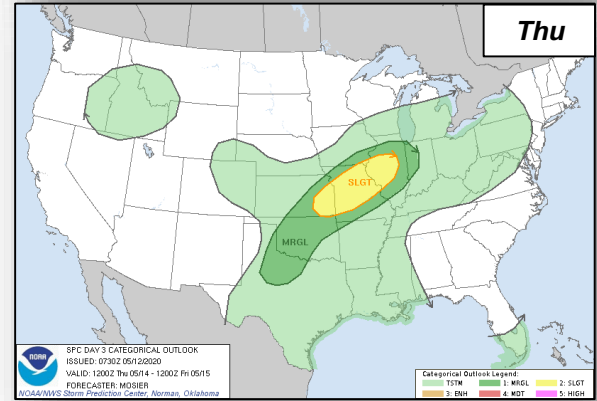 Thu
SLGT
MRGL
NOAA
SPC DAY 3 CATEGORICAL OUTLOOK
ISSUED: 0730Z 05/12/2020
VALID: 1200Z Thu 05/14 - 1200Z Fri 05/15
FORECASTER: MOSIER
NOAA/NWS Storm Prediction Center, Norman, Oklahoma
Categorical Outlook Legend:
TSTM 1: MRGL 2: SLGT
3: ENH 4: MDT 5: HIGH